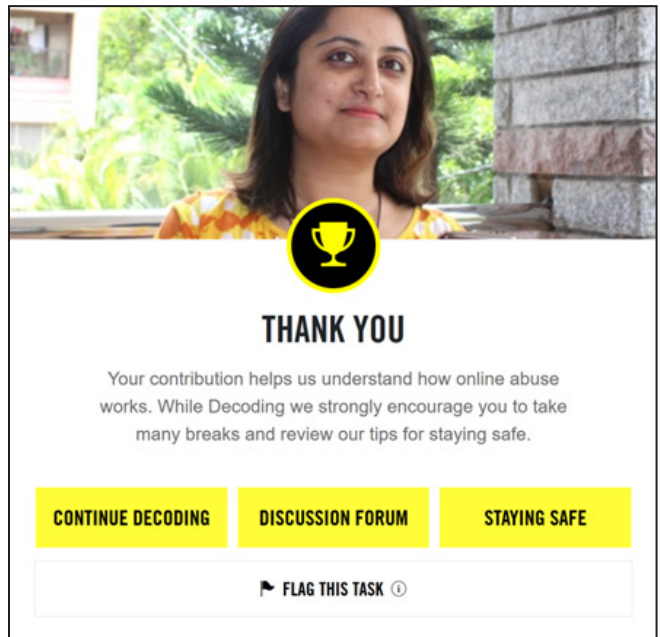 THANK YOU
Your contribution helps us understand how online abuse
works. While Decoding we strongly encourage you to take
many breaks and review our tips for staying safe.
CONTINUE DECODING
DISCUSSION FORUM
STAYING SAFE
FLAG THIS TASK